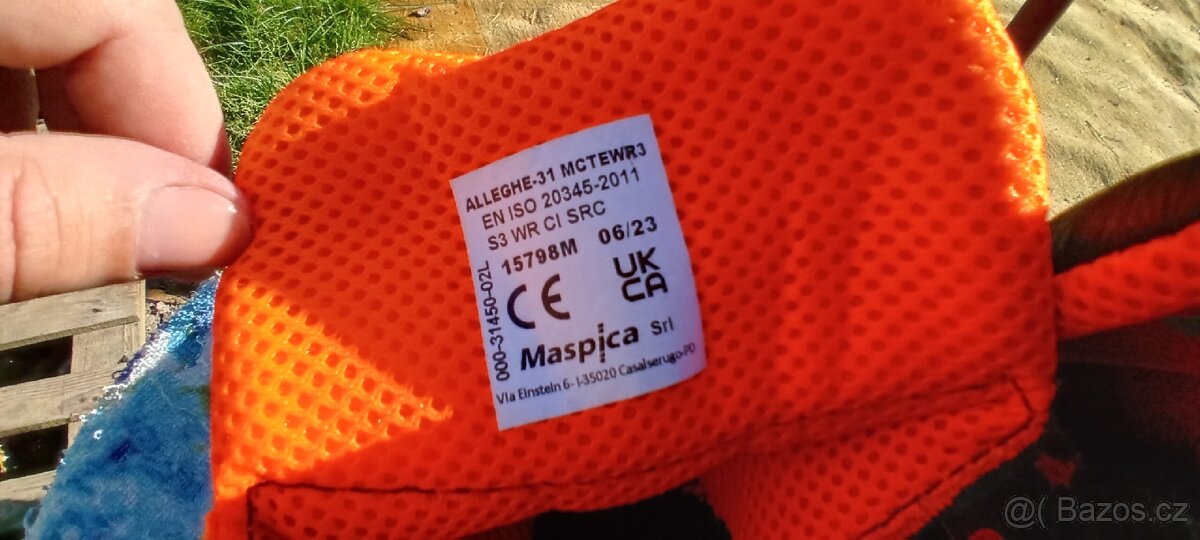 ALLEGHE-31 MCTEWR3
EN ISO 20345-2011
S3 WR CI SRC
15798M 06/23
000-31450-02L
CE UK
CA
Maspica Srl
Via Einstein 6- I-35020 Casalserugo-PD
@( Bazos.cz